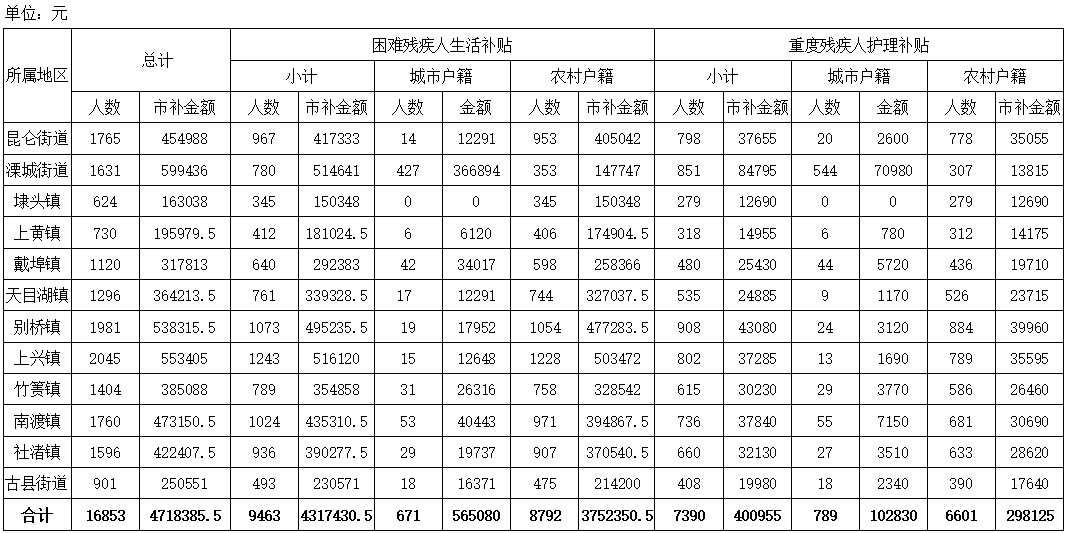 单位：元
所属地区 总计 困难残疾人生活补贴 重度残疾人护理补贴
小计 城市户籍 农村户籍 小计 城市户籍 农村户籍
人数 市补金额 人数 市补金额 人数 金额 人数 市补金额 人数 市补金额 人数 金额 人数 市补金额
昆仑街道 1765 454988 967 417333 14 12291 953 405042 798 37655 20 2600 778 35055
溧城街道 1631 599436 780 514641 427 366894 353 147747 851 84795 544 70980 307 13815
埭头镇 624 163038 345 150348 0 0 345 150348 279 12690 0 0 279 12690
上黄镇 730 195979.5 412 181024.5 6 6120 406 174904.5 318 14955 6 780 312 14175
戴埠镇 1120 317813 640 292383 42 34017 598 258366 480 25430 44 5720 436 19710
天目湖镇 1296 364213.5 761 339328.5 17 12291 744 327037.5 535 24885 9 1170 526 23715
别桥镇 1981 538315.5 1073 495235.5 19 17952 1054 477283.5 908 43080 24 3120 884 39960
上兴镇 2045 553405 1243 516120 15 12648 1228 503472 802 37285 13 1690 789 35595
竹箦镇 1404 385088 789 354858 31 26316 758 328542 615 30230 29 3770 586 26460
南渡镇 1760 473150.5 1024 435310.5 53 40443 971 394867.5 736 37840 55 7150 681 30690
社渚镇 1596 422407.5 936 390277.5 29 19737 907 370540.5 660 32130 27 3510 633 28620
古县街道 901 250551 493 230571 18 16371 475 214200 408 19980 18 2340 390 17640
合计 16853 4718385.5 9463 4317430.5 671 565080 8792 3752350.5 7390 400955 789 102830 6601 298125